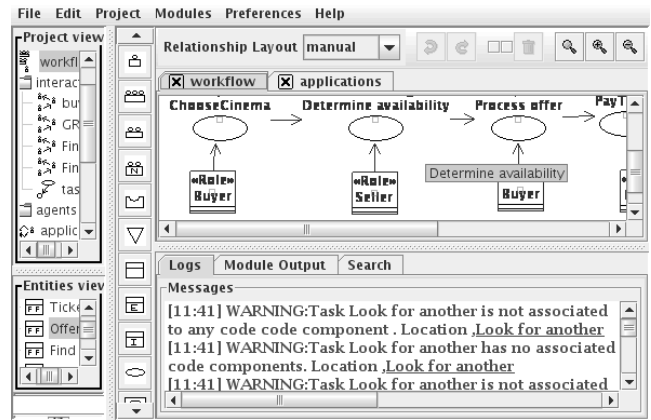 File Edit Project Modules Preferences Help
Project view
workfl
interac
bu
GR
Fin
Fin
tas
agents
applic
Entities view
Ticke
Offer
Find
N
E
I
Relationship Layout manual
workflow applications
ChooseCinema Determine availability Process offer PayT
Determine availability
«Role» «Role»
Buyer Seller Buyer
Logs Module Output Search
Messages
[11:41] WARNING:Task Look for another is not associated
to any code code component . Location ,Look for another
[11:41] WARNING:Task Look for another has no associated
code components. Location ,Look for another
[11:41] WARNING:Task Look for another is not associated